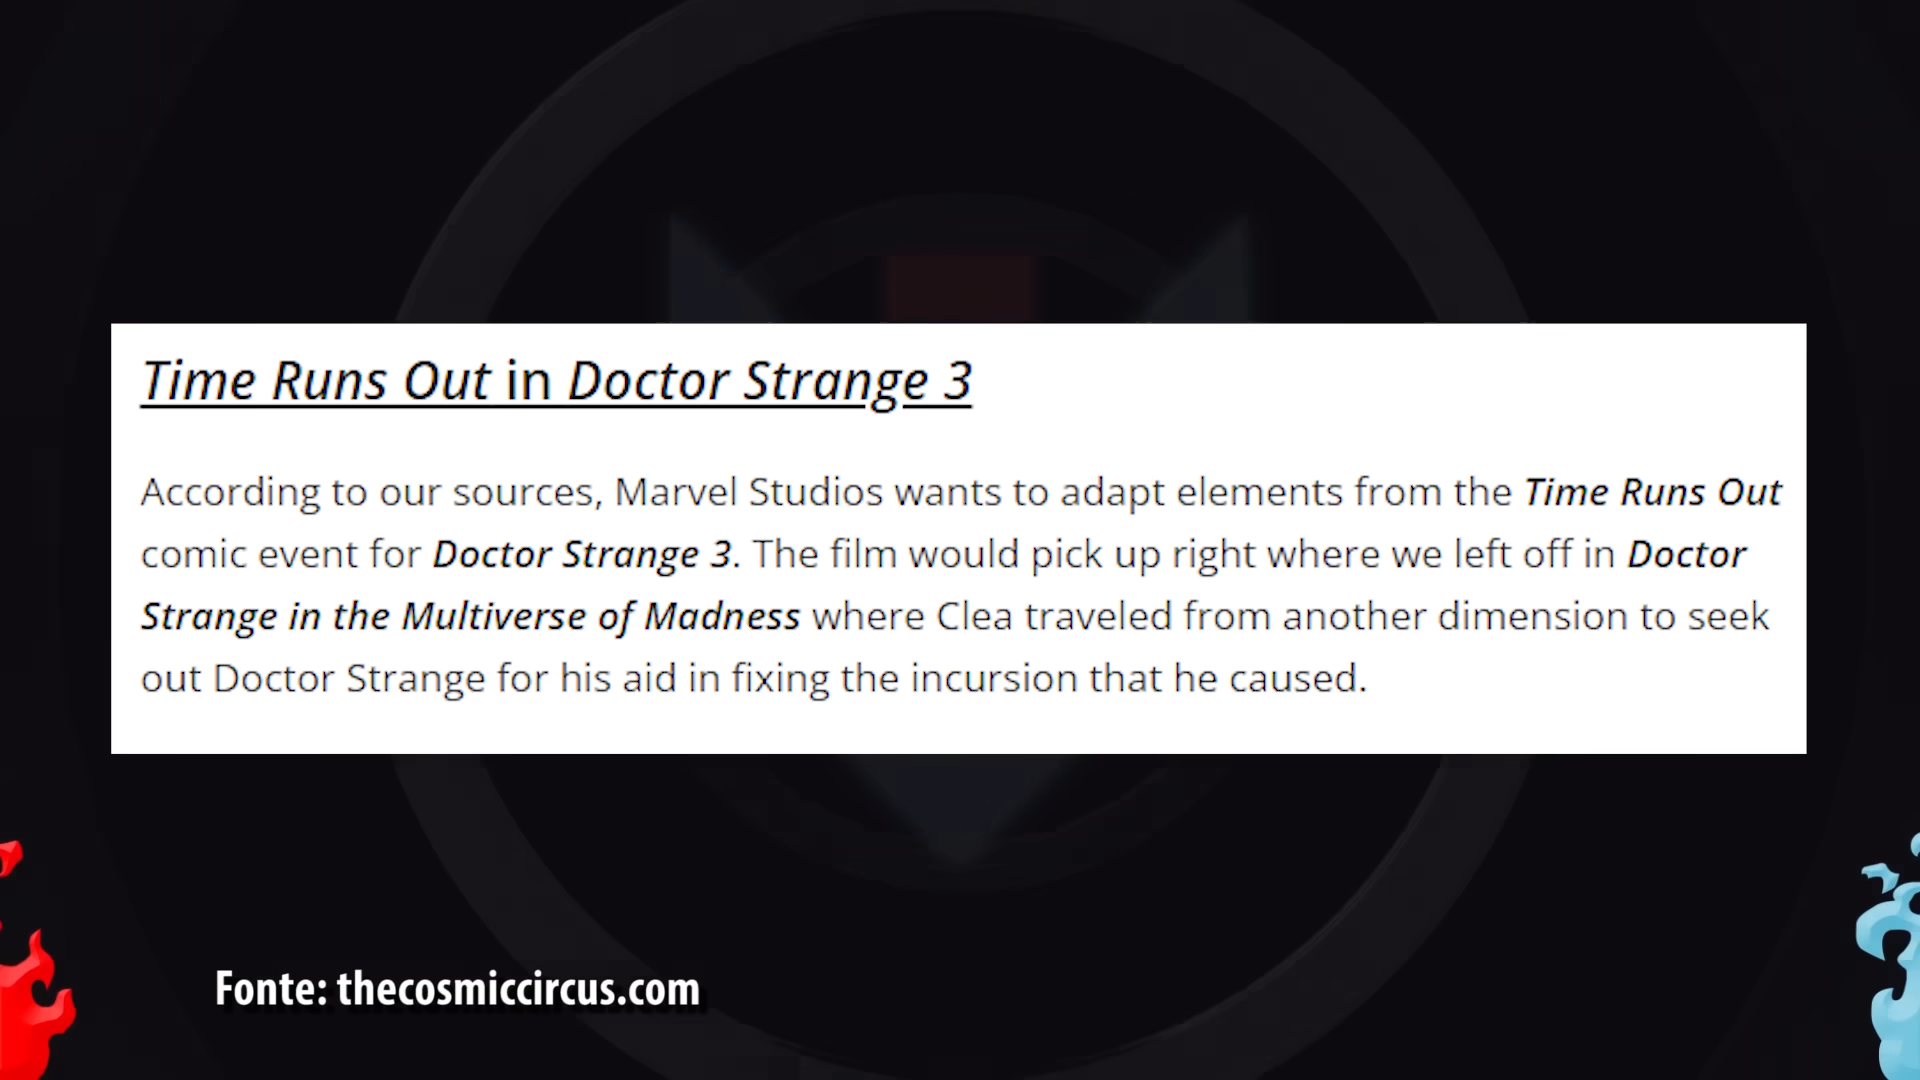 Time Runs Out in Doctor Strange 3
According to our sources, Marvel Studios wants to adapt elements from the Time Runs Out
comic event for Doctor Strange 3. The film would pick up right where we left off in Doctor
Strange in the Multiverse of Madness where Clea traveled from another dimension to seek
out Doctor Strange for his aid in fixing the incursion that he caused.
Fonte: thecosmiccircus.com